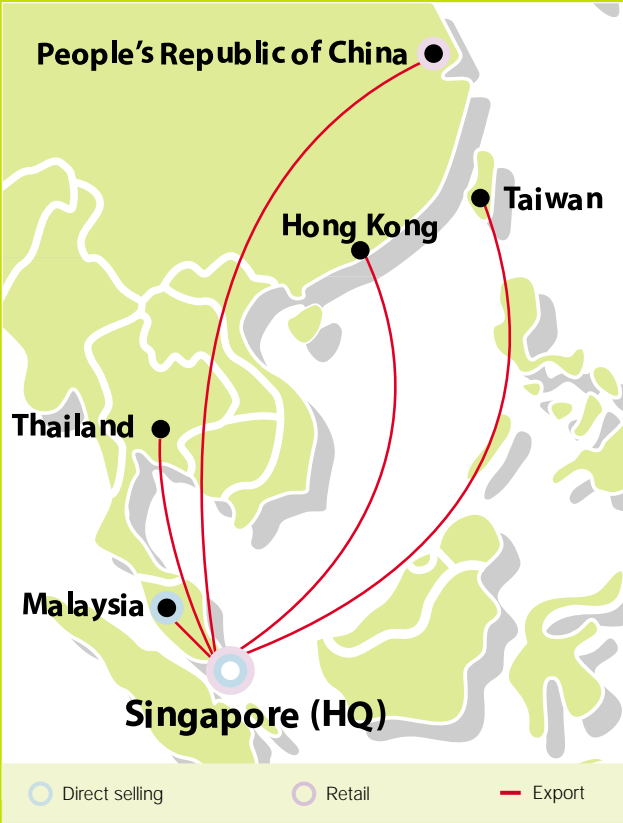 People’s Republic of China
Taiwan
Hong Kong
Thailand
Malaysia
Singapore (HQ)
Direct selling
Retail
Export